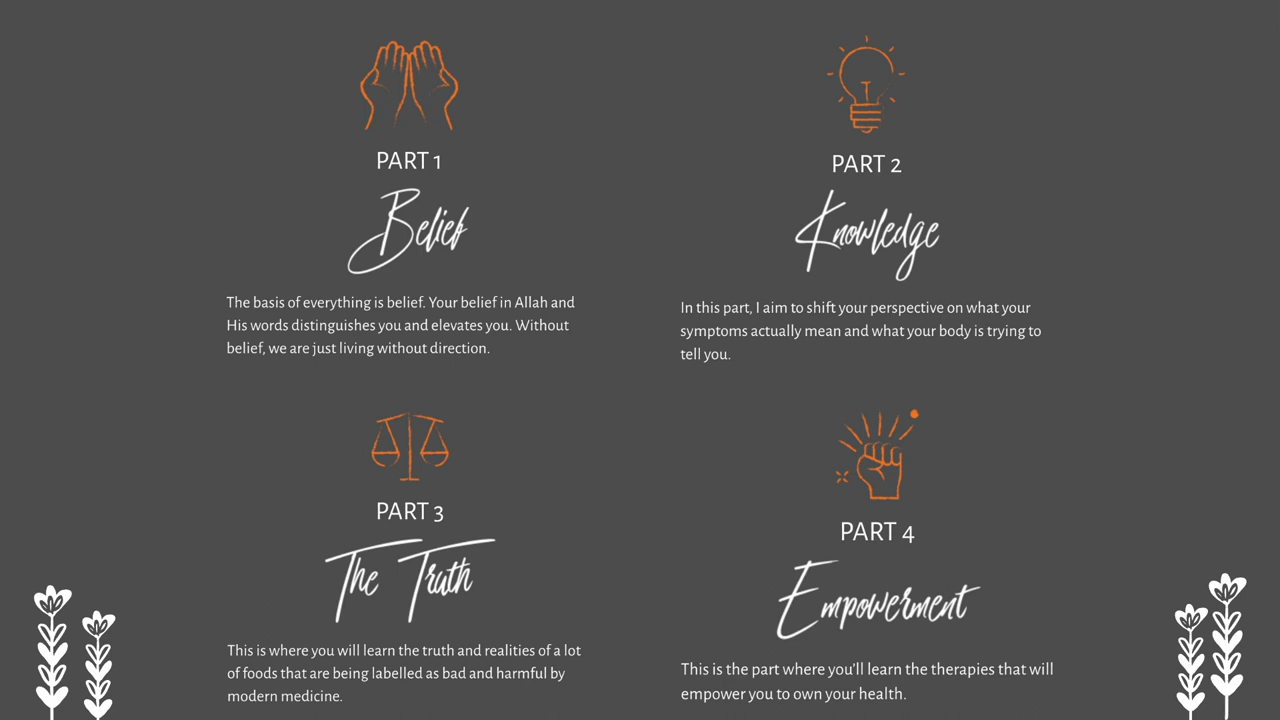 PART 1
Belief
The basis of everything is belief. Your belief in Allah and
His words distinguishes you and elevates you. Without
belief, we are just living without direction.
PART 2
Knowledge
In this part, I aim to shift your perspective on what your
symptoms actually mean and what your body is trying to
tell you.
PART 3
The Truth
This is where you will learn the truth and realities of a lot
of foods that are being labelled as bad and harmful by
modern medicine.
PART 4
Empowerment
This is the part where you'll learn the therapies that will
empower you to own your health.